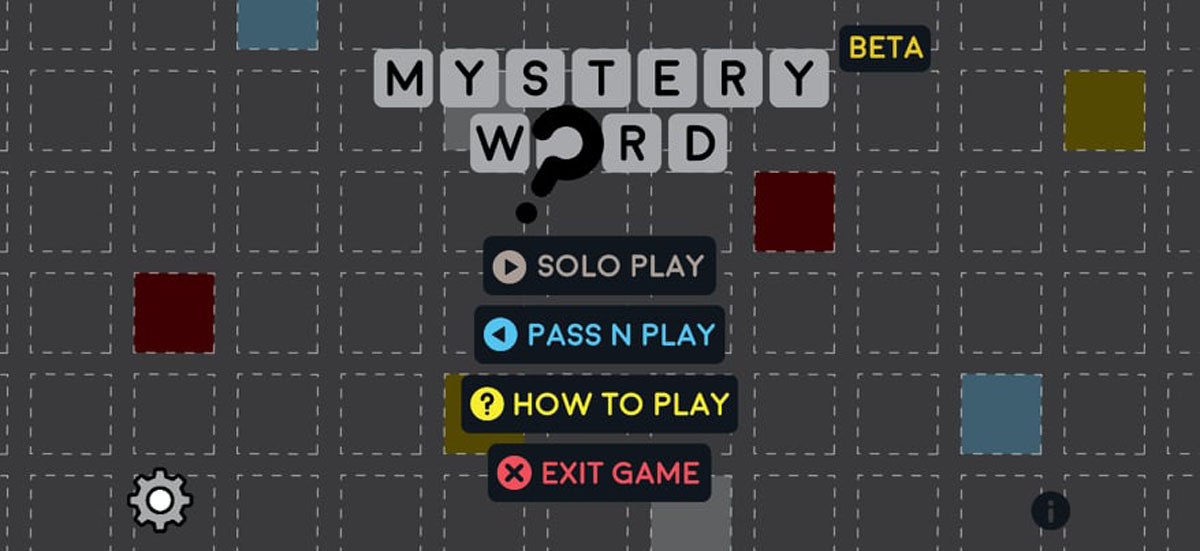 BETA
MYSTERY
W?RD
SOLO PLAY
PASS N PLAY
? HOW TO PLAY
EXIT GAME
i